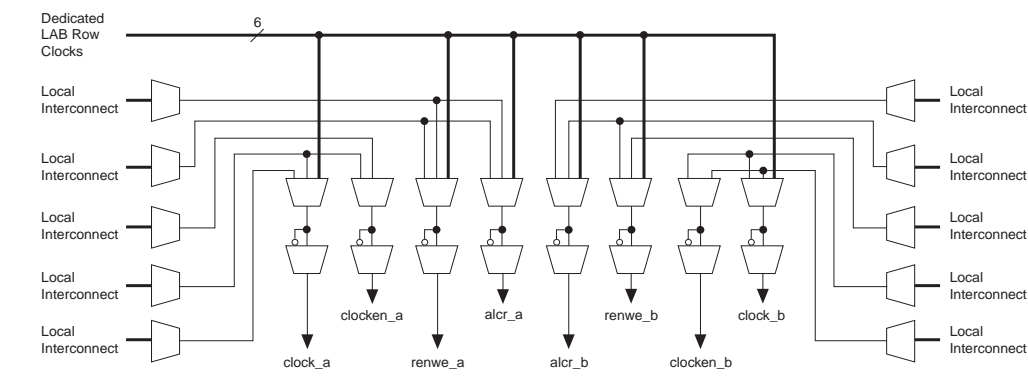 Dedicated
LAB Row
Clocks
6
Local
Interconnect
Local
Interconnect
Local
Interconnect
Local
Interconnect
Local
Interconnect
Local
Interconnect
Local
Interconnect
Local
Interconnect
Local
Interconnect
Local
Interconnect
clocken_a
alcr_a
renwe_b
clock_b
clock_a
renwe_a
alcr_b
clocken_b